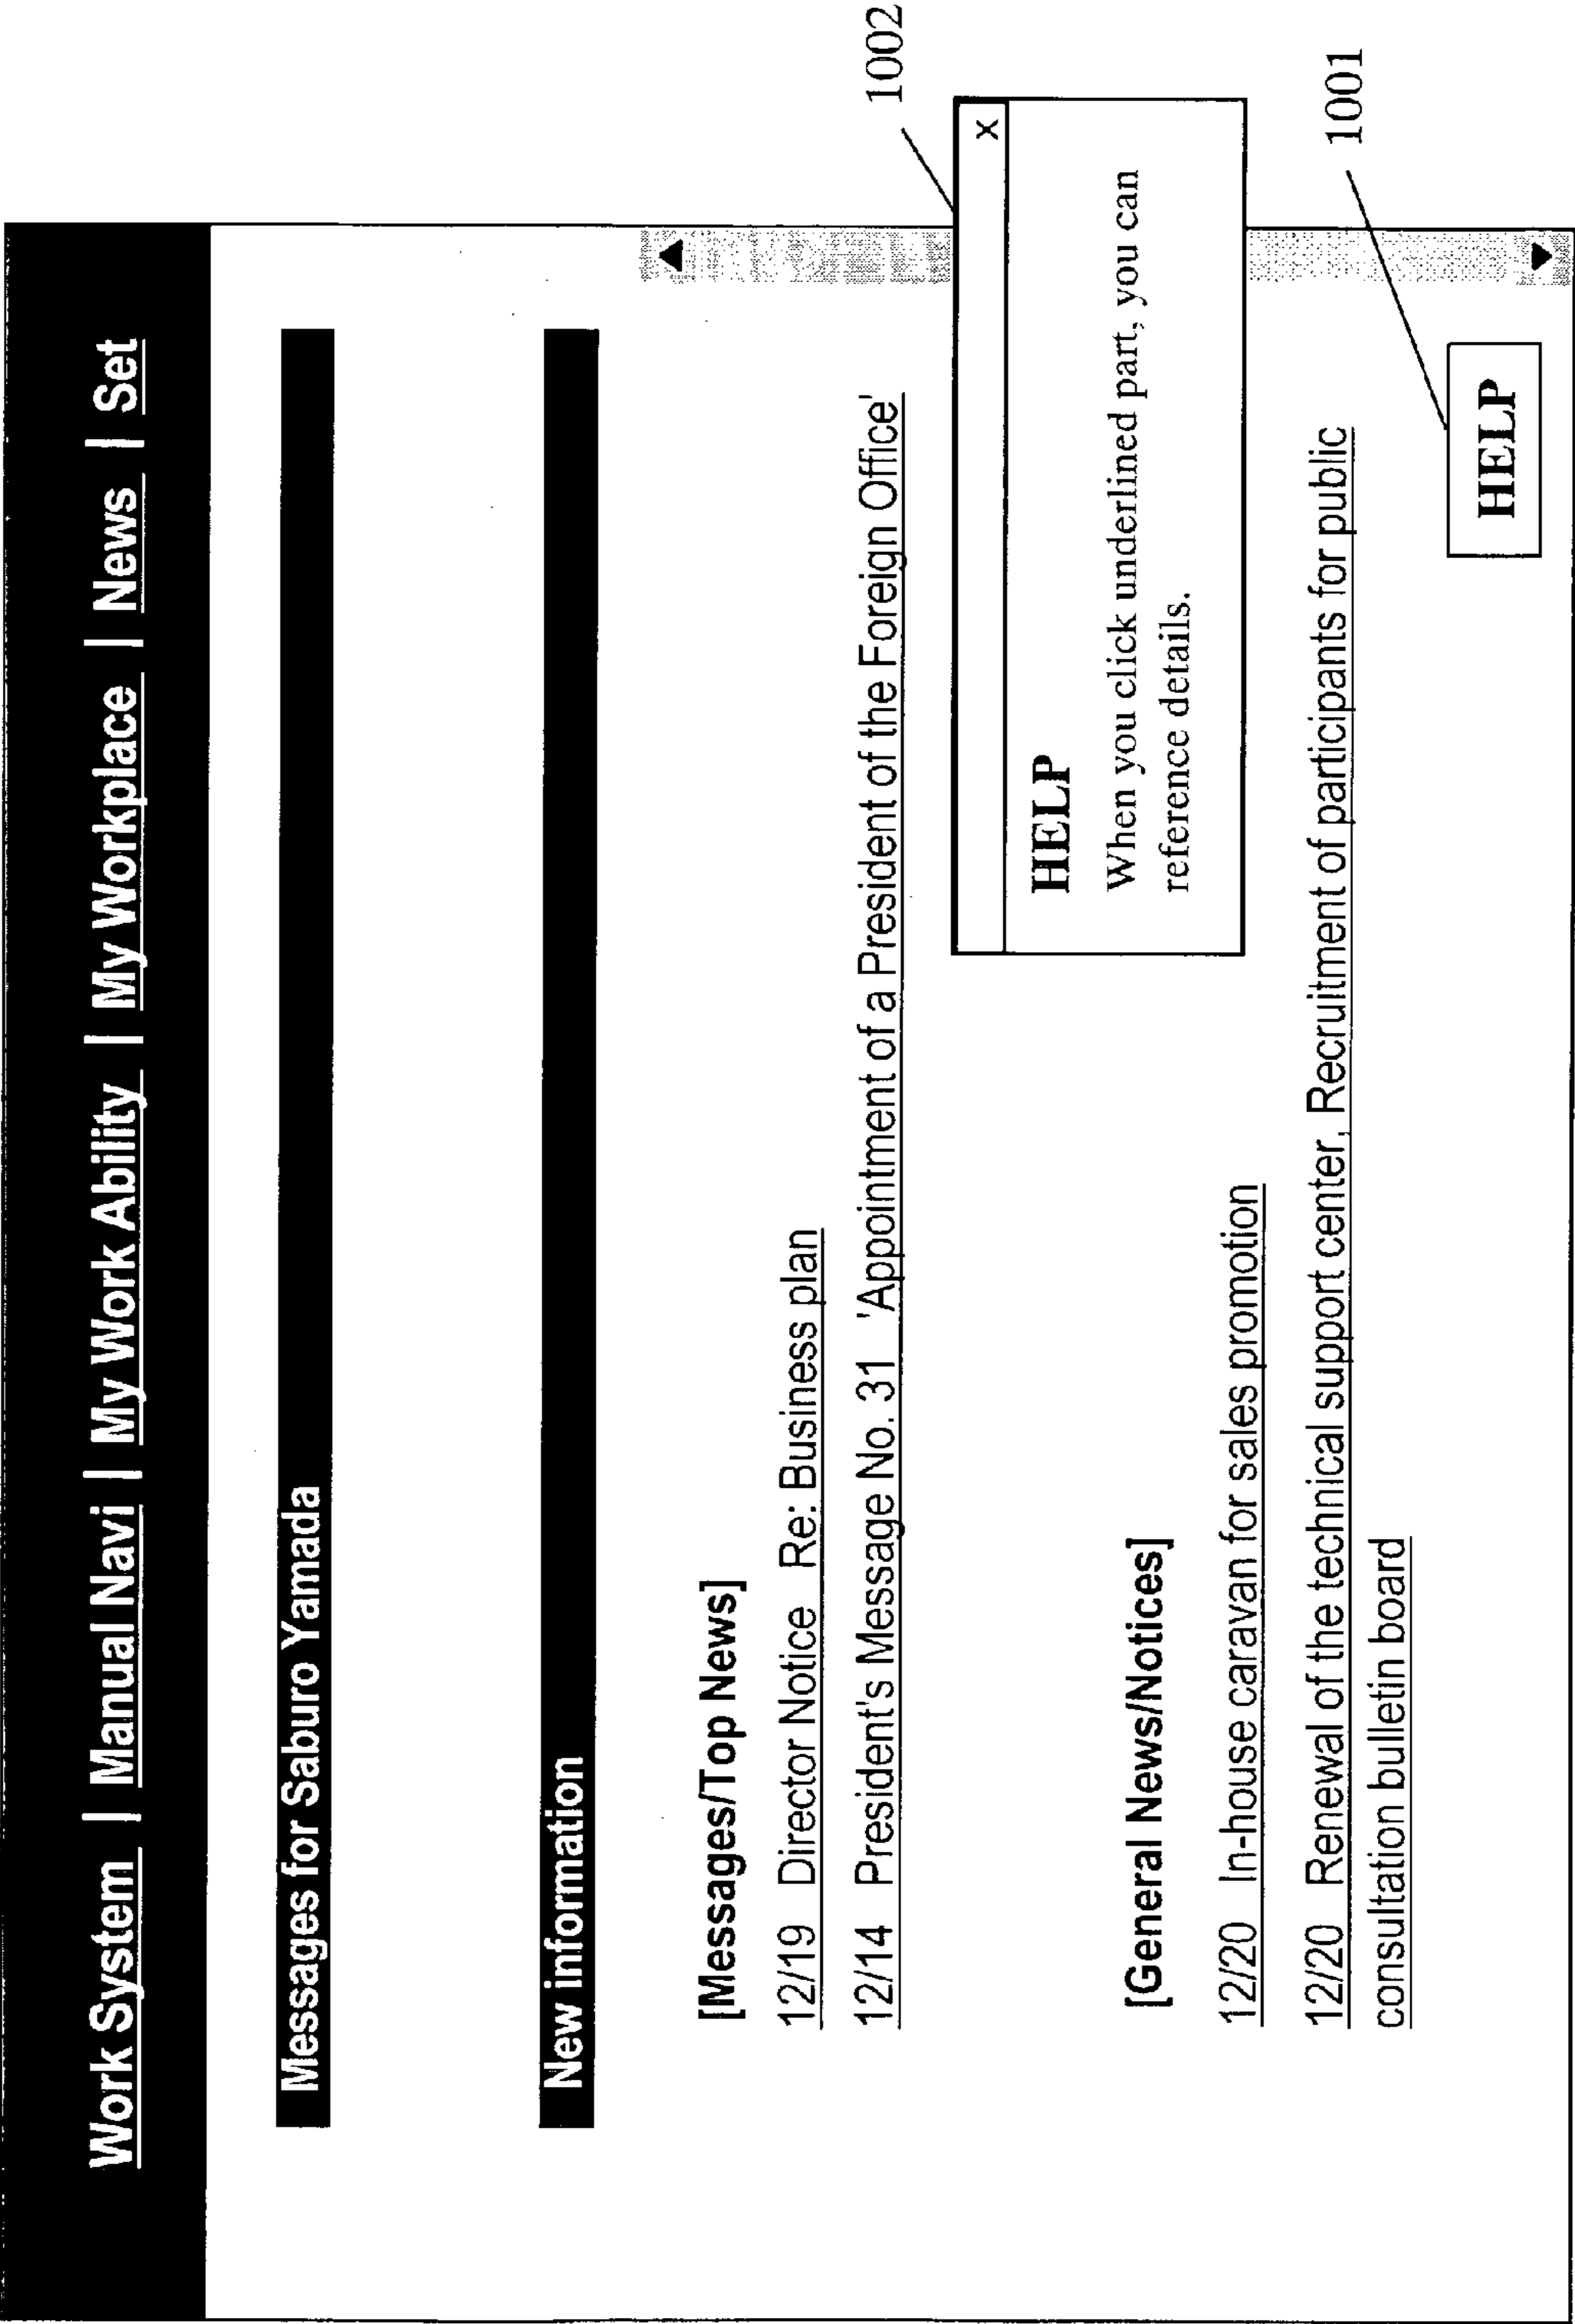 Work System | Manual Navi | My Work Ability | My Workplace | News | Set
Messages for Saburo Yamada
New information
[Messages/Top News]
12/19 Director Notice Re: Business plan
12/14 President's Message No. 31 'Appointment of a President of the Foreign Office'
1002
X
HELP
When you click underlined part, you can
reference details.
[General News/Notices]
12/20 In-house caravan for sales promotion
12/20 Renewal of the technical support center, Recruitment of participants for public
consultation bulletin board
1001
HELP